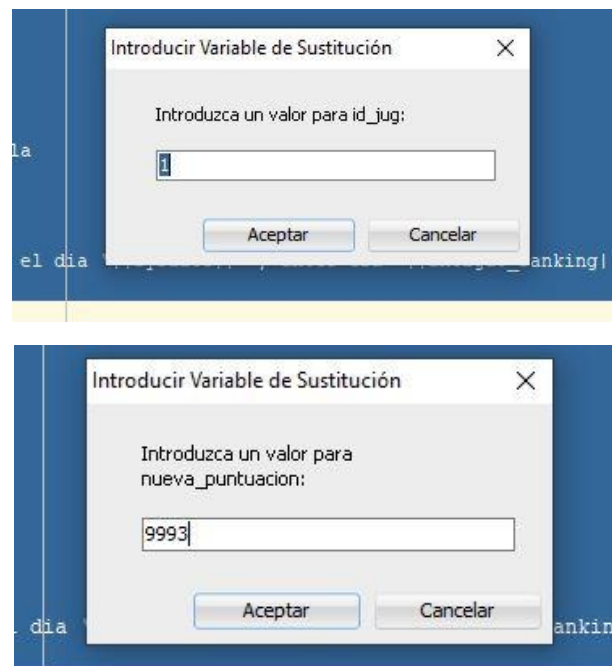 Introducir Variable de Sustitución
Introduzca un valor para id_jug:
la
1
Aceptar Cancelar
el dia anking|
Introducir Variable de Sustitución
Introduzca un valor para
nueva_puntuacion:
9993
Aceptar Cancelar
dia ankin